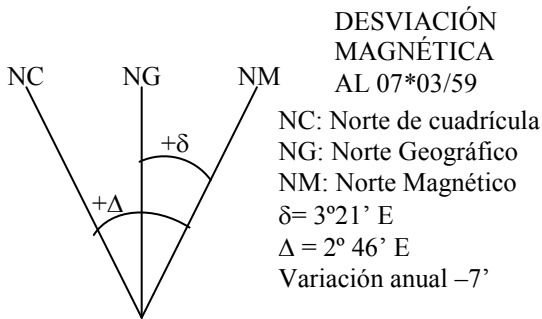 DESVIACIÓN
MAGNÉTICA
AL 07*03/59
NC NG NM
+δ
+Δ
NC: Norte de cuadrícula
NG: Norte Geográfico
NM: Norte Magnético
δ= 3º21’ E
Δ = 2º 46’ E
Variación anual –7’